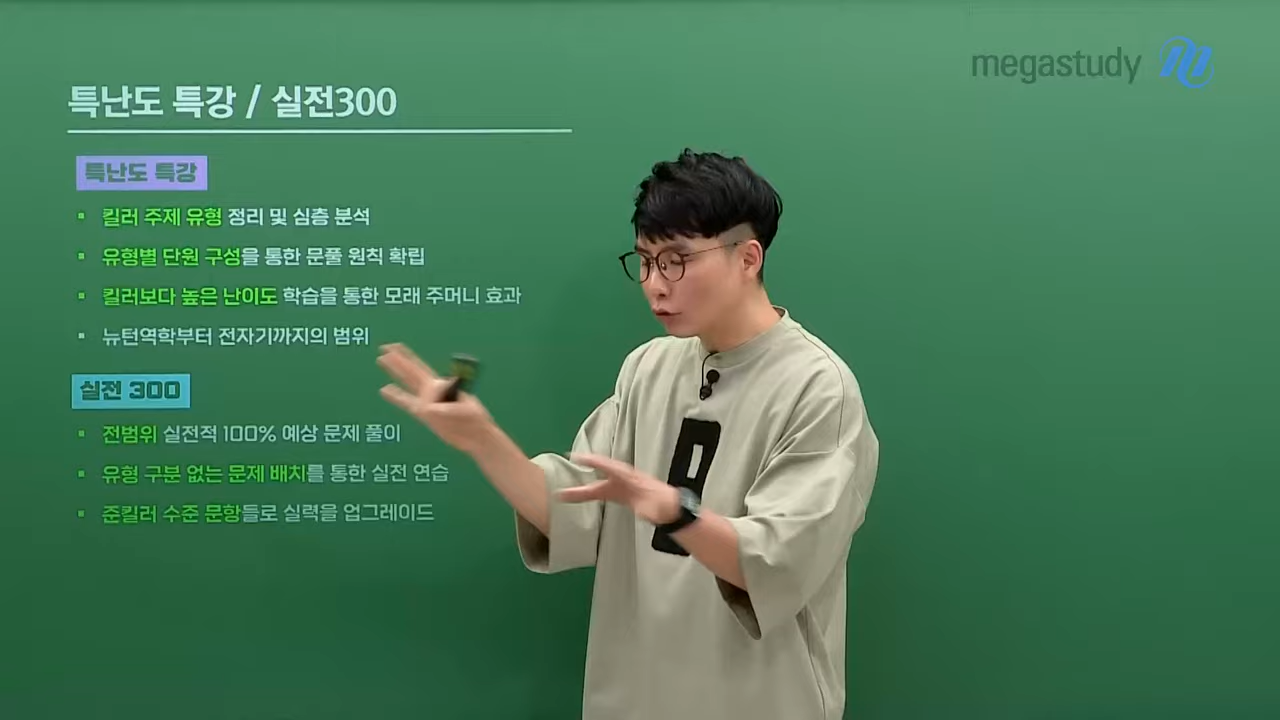 megastudy
특난도 특강 / 실전300
특난도 특강
킬러 주제 유형 정리 및 심층 분석
유형별 단원 구성을 통한 문풀 원칙 확립
킬러보다 높은 난이도 학습을 통한 모래 주머니 효과
뉴턴역학부터 전자기까지의 범위
실전 300
전범위 실전적 100% 예상 문제 풀이
유형 구분 없는 문제 배치를 통한 실전 연습
준킬러 수준 문항들로 실력을 업그레이드